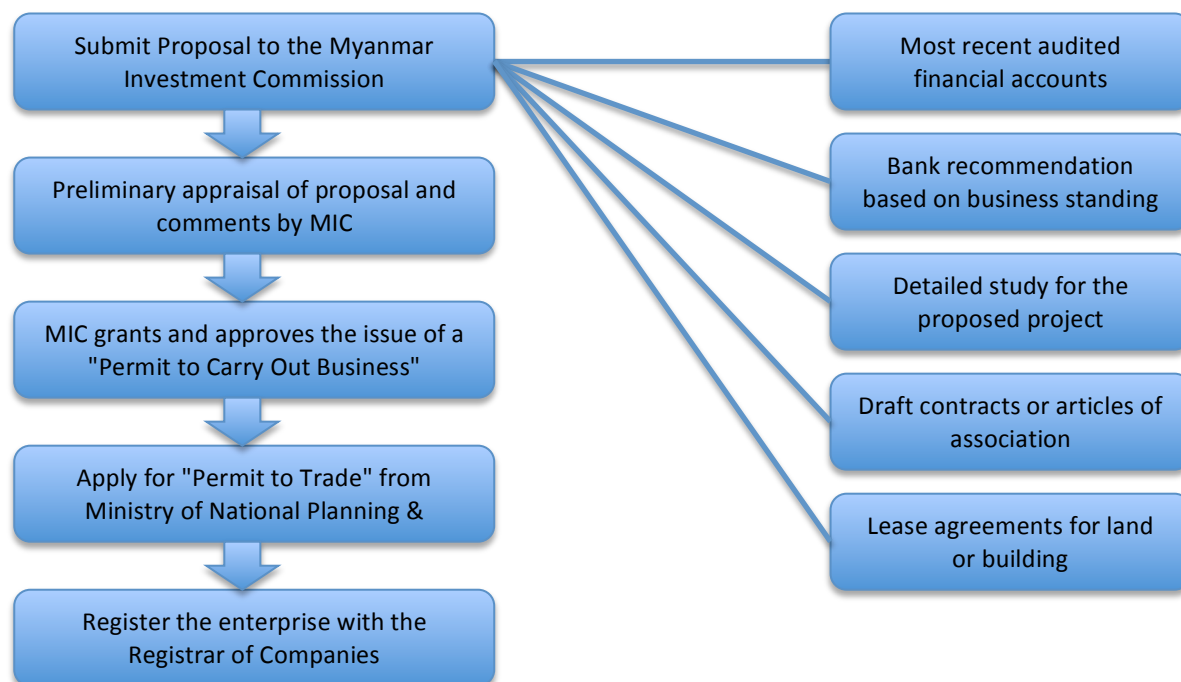 Submit Proposal to the Myanmar
Investment Commission
Preliminary appraisal of proposal and
comments by MIC
MIC grants and approves the issue of a
"Permit to Carry Out Business"
Apply for "Permit to Trade" from
Ministry of National Planning &
Register the enterprise with the
Registrar of Companies
Most recent audited
financial accounts
Bank recommendation
based on business standing
Detailed study for the
proposed project
Draft contracts or articles of
association
Lease agreements for land
or building